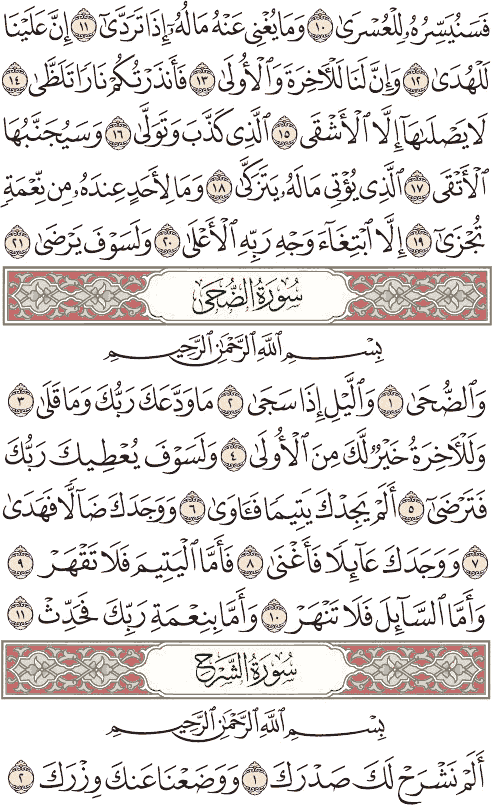 فَسَنُيَسِّرُهُۥ لِلْعُسْرَىٰ ١٠ وَمَا يُغْنِى عَنْهُ مَالُهُۥٓ إِذَا تَرَدَّىٰٓ ١١ إِنَّ عَلَيْنَا
لَلْهُدَىٰ ١٢ وَإِنَّ لَنَا لَلْءَاخِرَةَ وَٱلْأُولَىٰ ١٣ فَأَنذَرْتُكُمْ نَارًا تَلَظَّىٰ ١٤
لَا يَصْلَىٰهَآ إِلَّا ٱلْأَشْقَى ١٥ ٱلَّذِى كَذَّبَ وَتَوَلَّىٰ ١٦ وَسَيُجَنَّبُهَا
ٱلْأَتْقَى ١٧ ٱلَّذِى يُؤْتِى مَالَهُۥ يَتَزَكَّىٰ ١٨ وَمَا لِأَحَدٍ عِندَهُۥ مِن نِّعْمَةٍ
تُجْزَىٰٓ ١٩ إِلَّا ٱبْتِغَآءَ وَجْهِ رَبِّهِ ٱلْأَعْلَىٰ ٢٠ وَلَسَوْفَ يَرْضَىٰ ٢١
سُورَةُ الضُّحَى
بِسْمِ ٱللَّهِ ٱلرَّحْمَٰنِ ٱلرَّحِيمِ
وَٱلضُّحَىٰ ١ وَٱلَّيْلِ إِذَا سَجَىٰ ٢ مَا وَدَّعَكَ رَبُّكَ وَمَا قَلَىٰ ٣
وَلَلْءَاخِرَةُ خَيْرٌ لَّكَ مِنَ ٱلْأُولَىٰ ٤ وَلَسَوْفَ يُعْطِيكَ رَبُّكَ
فَتَرْضَىٰٓ ٥ أَلَمْ يَجِدْكَ يَتِيمًا فَـَٔاوَىٰ ٦ وَوَجَدَكَ ضَآلًّا فَهَدَىٰ
٧ وَوَجَدَكَ عَآئِلًا فَأَغْنَىٰ ٨ فَأَمَّا ٱلْيَتِيمَ فَلَا تَقْهَرْ ٩
وَأَمَّا ٱلسَّآئِلَ فَلَا تَنْهَرْ ١٠ وَأَمَّا بِنِعْمَةِ رَبِّكَ فَحَدِّثْ ١١
سُورَةُ الشَّرْحِ
بِسْمِ ٱللَّهِ ٱلرَّحْمَٰنِ ٱلرَّحِيمِ
أَلَمْ نَشْرَحْ لَكَ صَدْرَكَ ١ وَوَضَعْنَا عَنكَ وِزْرَكَ ٢